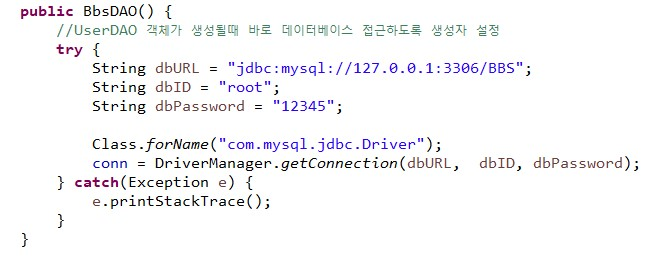 public BbsDAO() {
//UserDAO 객체가 생성될때 바로 데이터베이스 접근하도록 생성자 설정
try {
String dbURL = "jdbc:mysql://127.0.0.1:3306/BBS";
String dbID = "root";
String dbPassword = "12345";
Class.forName("com.mysql.jdbc.Driver");
conn = DriverManager.getConnection(dbURL,  dbID, dbPassword);
} catch(Exception e) {
e.printStackTrace();
}
}